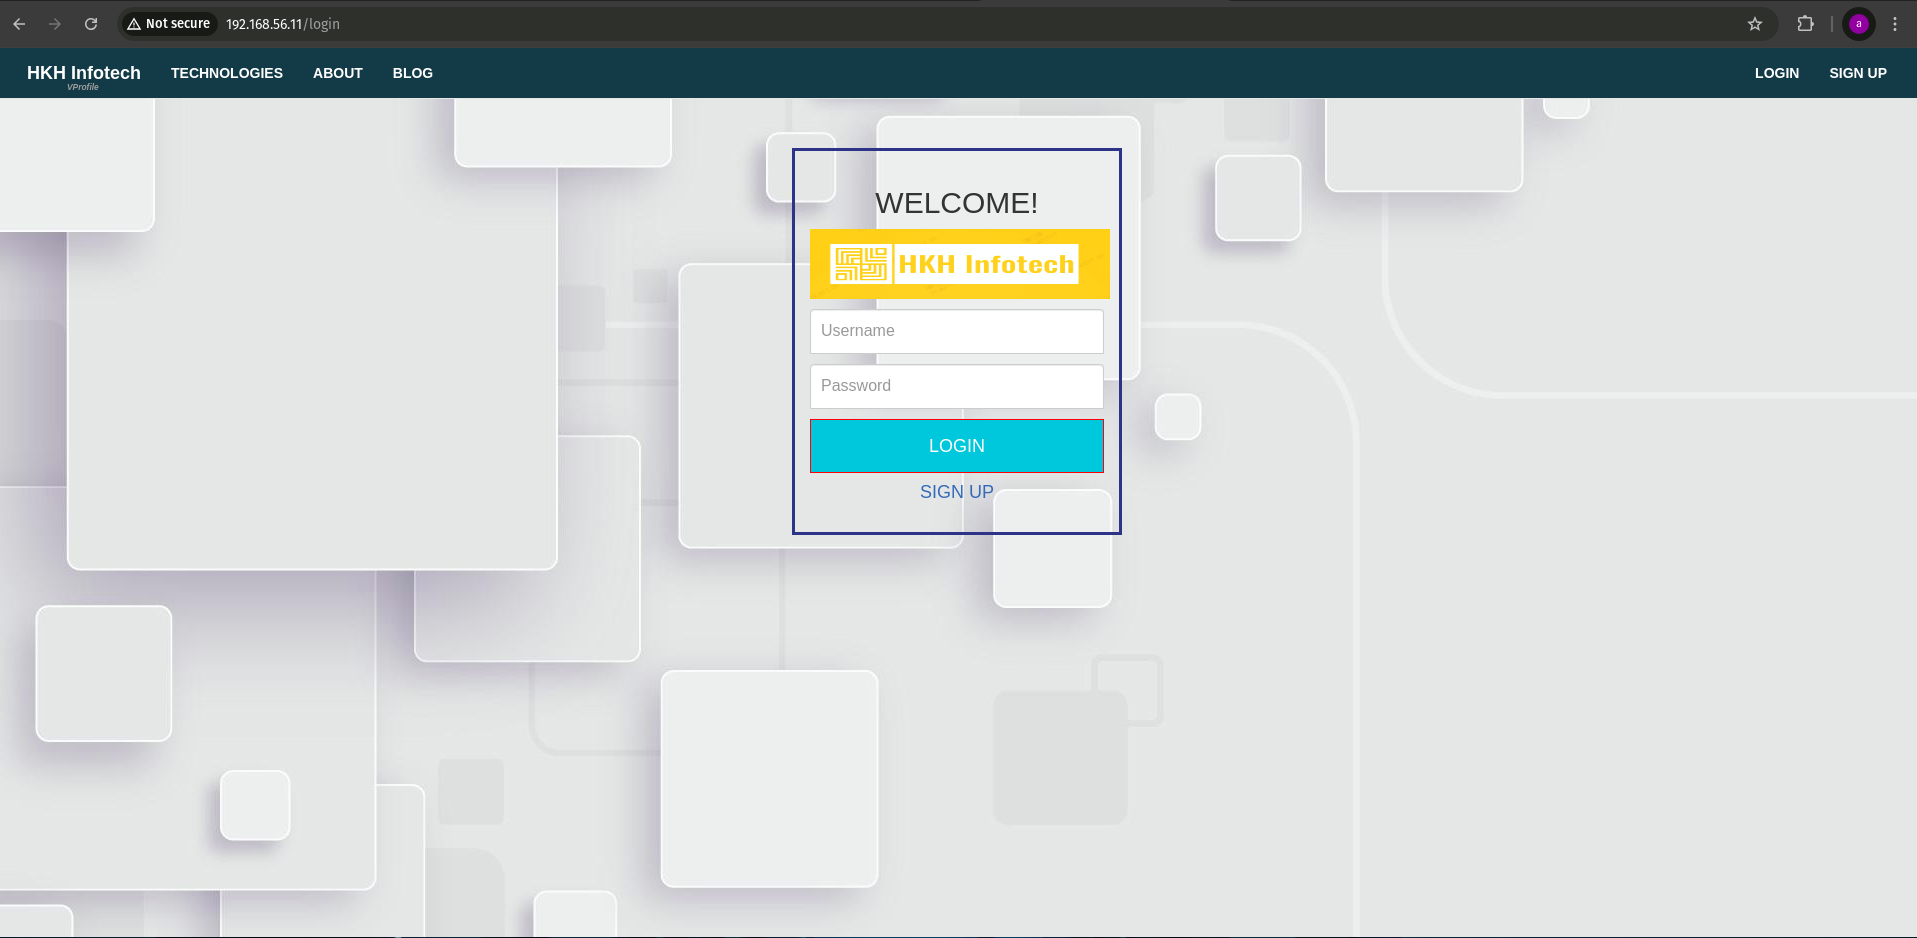 Not secure 192.168.56.11/login
a
HKH Infotech TECHNOLOGIES ABOUT BLOG LOGIN SIGN UP
VProfile
WELCOME!
HKH Infotech
Username
Password
LOGIN
SIGN UP